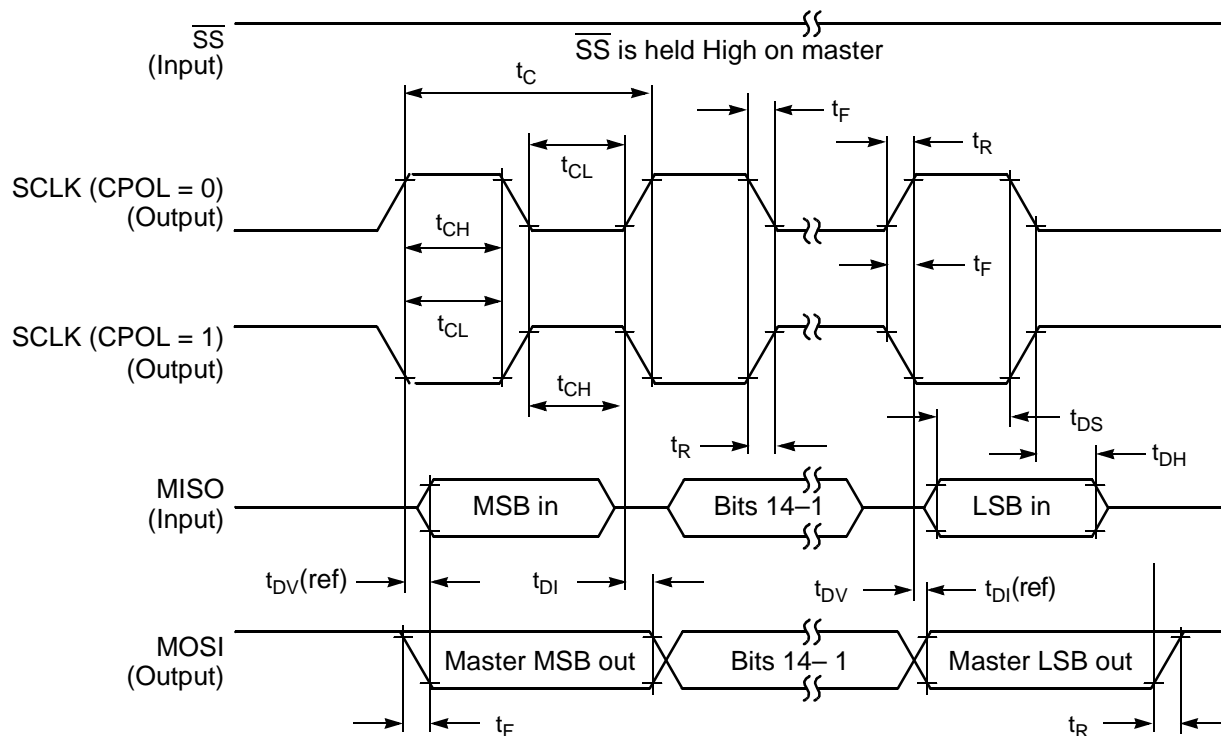 SS
(Input)
SS is held High on master
tC
tF
tR
SCLK (CPOL = 0)
(Output)
tCL
tCH
tF
tCL
SCLK (CPOL = 1)
(Output)
tCH
tDS
tR
tDH
MISO
(Input)
MSB in
Bits 14–1
LSB in
tDV(ref)
tDI
tDV
tDI(ref)
MOSI
(Output)
Master MSB out
Bits 14– 1
Master LSB out
tF
tR